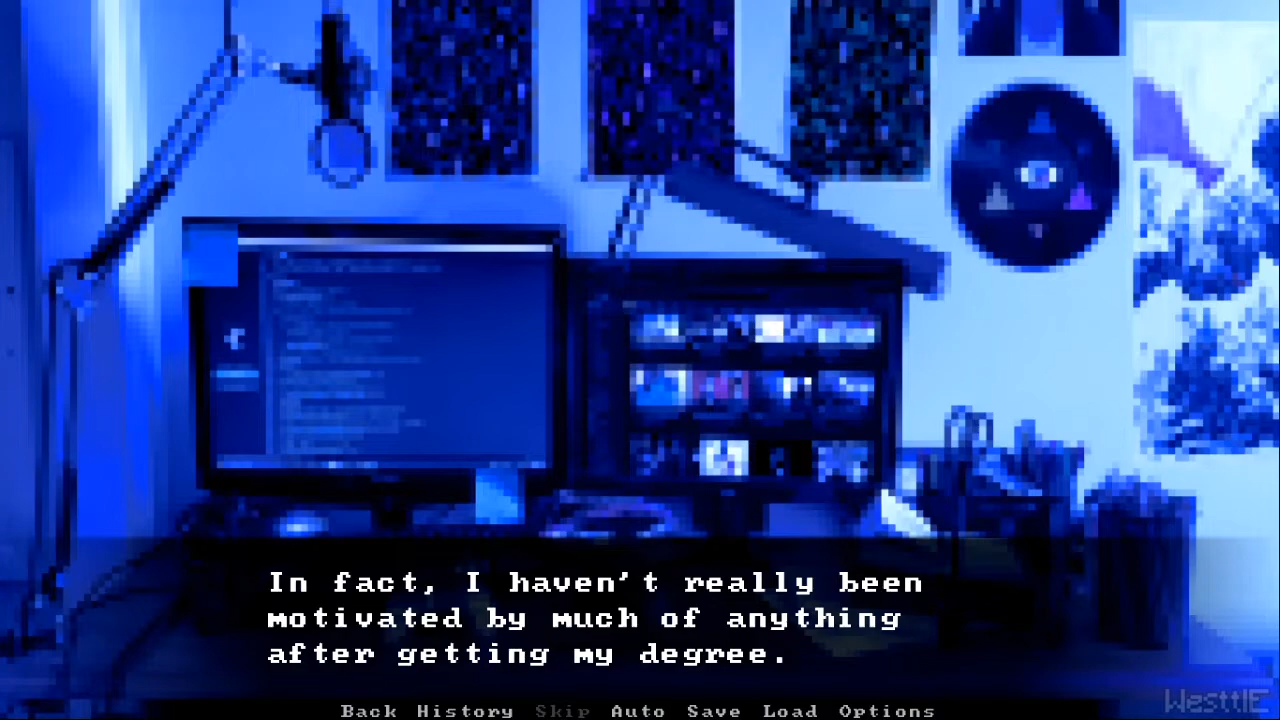 In fact, I haven't really been
motivated by much of anything
after getting my degree.
Back History Skip Auto Save Load Options
WesttIE